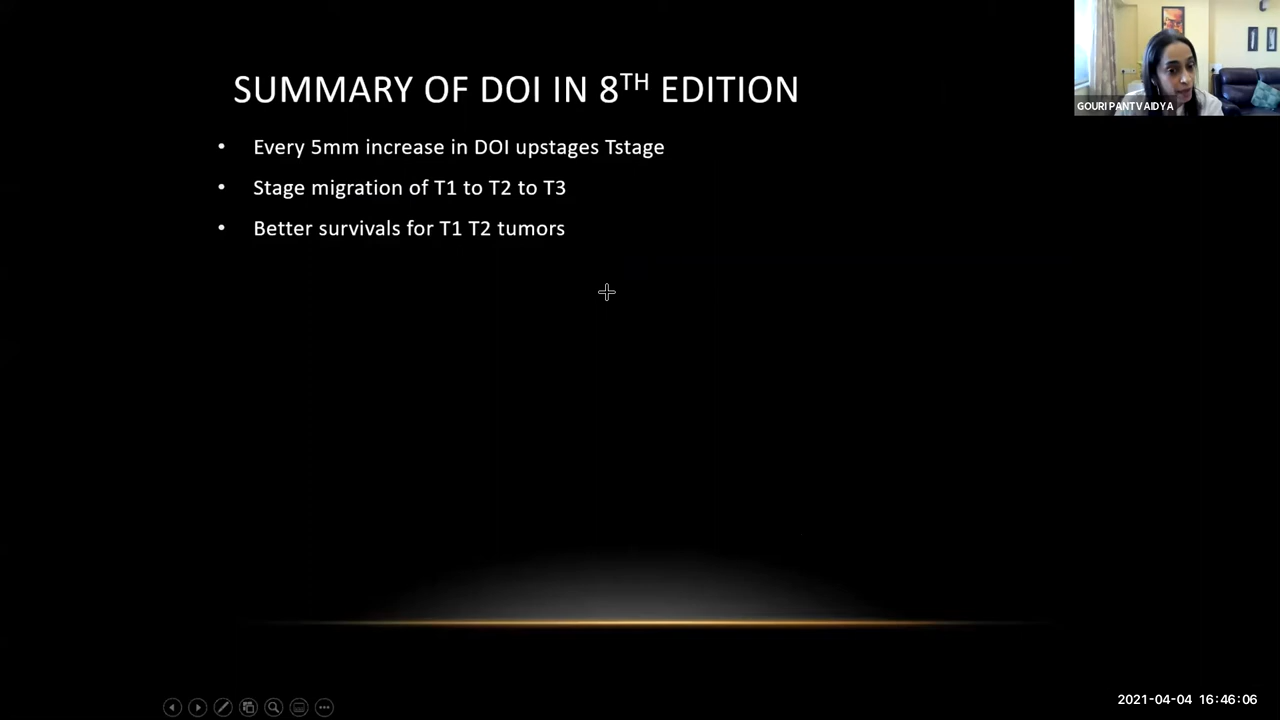 SUMMARY OF DOI IN 8TH EDITION
• Every 5mm increase in DOI upstages Tstage
• Stage migration of T1 to T2 to T3
• Better survivals for T1 T2 tumors
GOURI PANTVAIDYA
2021-04-04 16:46:06